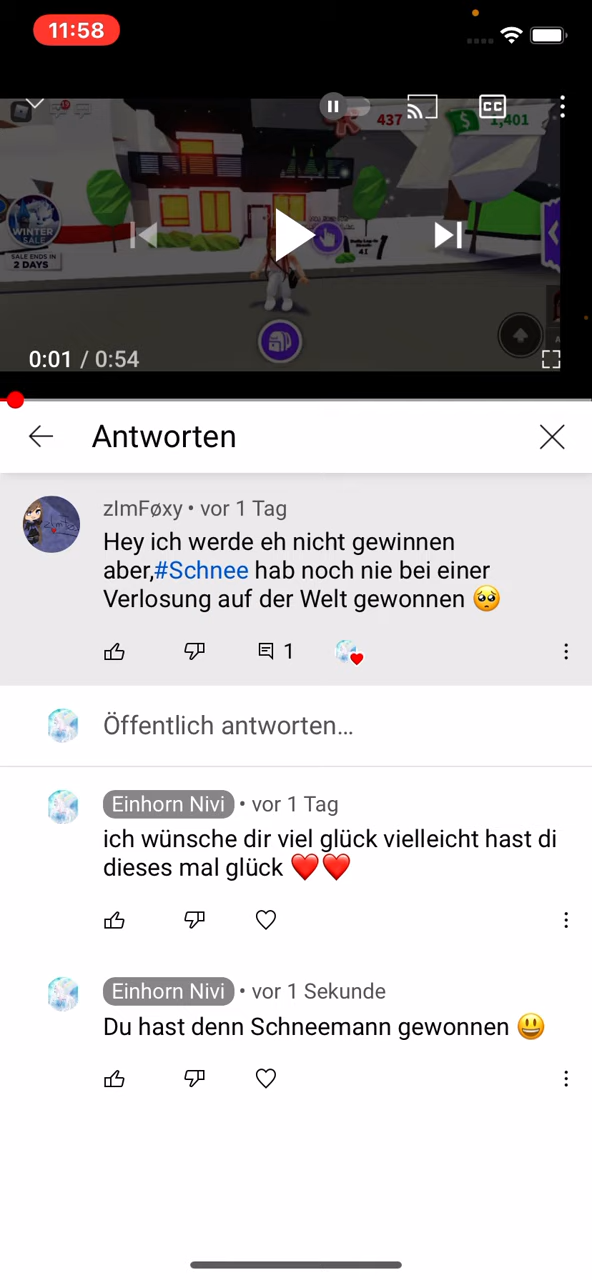 11:58
437
1,401
CC
WINTER
SALE
SALE ENDS IN
2 DAYS
0:01 / 0:54
Antworten
zImFøxy • vor 1 Tag
Hey ich werde eh nicht gewinnen
aber,#Schnee hab noch nie bei einer
Verlosung auf der Welt gewonnen 🥺
1
Öffentlich antworten...
Einhorn Nivi • vor 1 Tag
ich wünsche dir viel glück vielleicht hast di
dieses mal glück ❤️❤️
Einhorn Nivi • vor 1 Sekunde
Du hast denn Schneemann gewonnen 😃